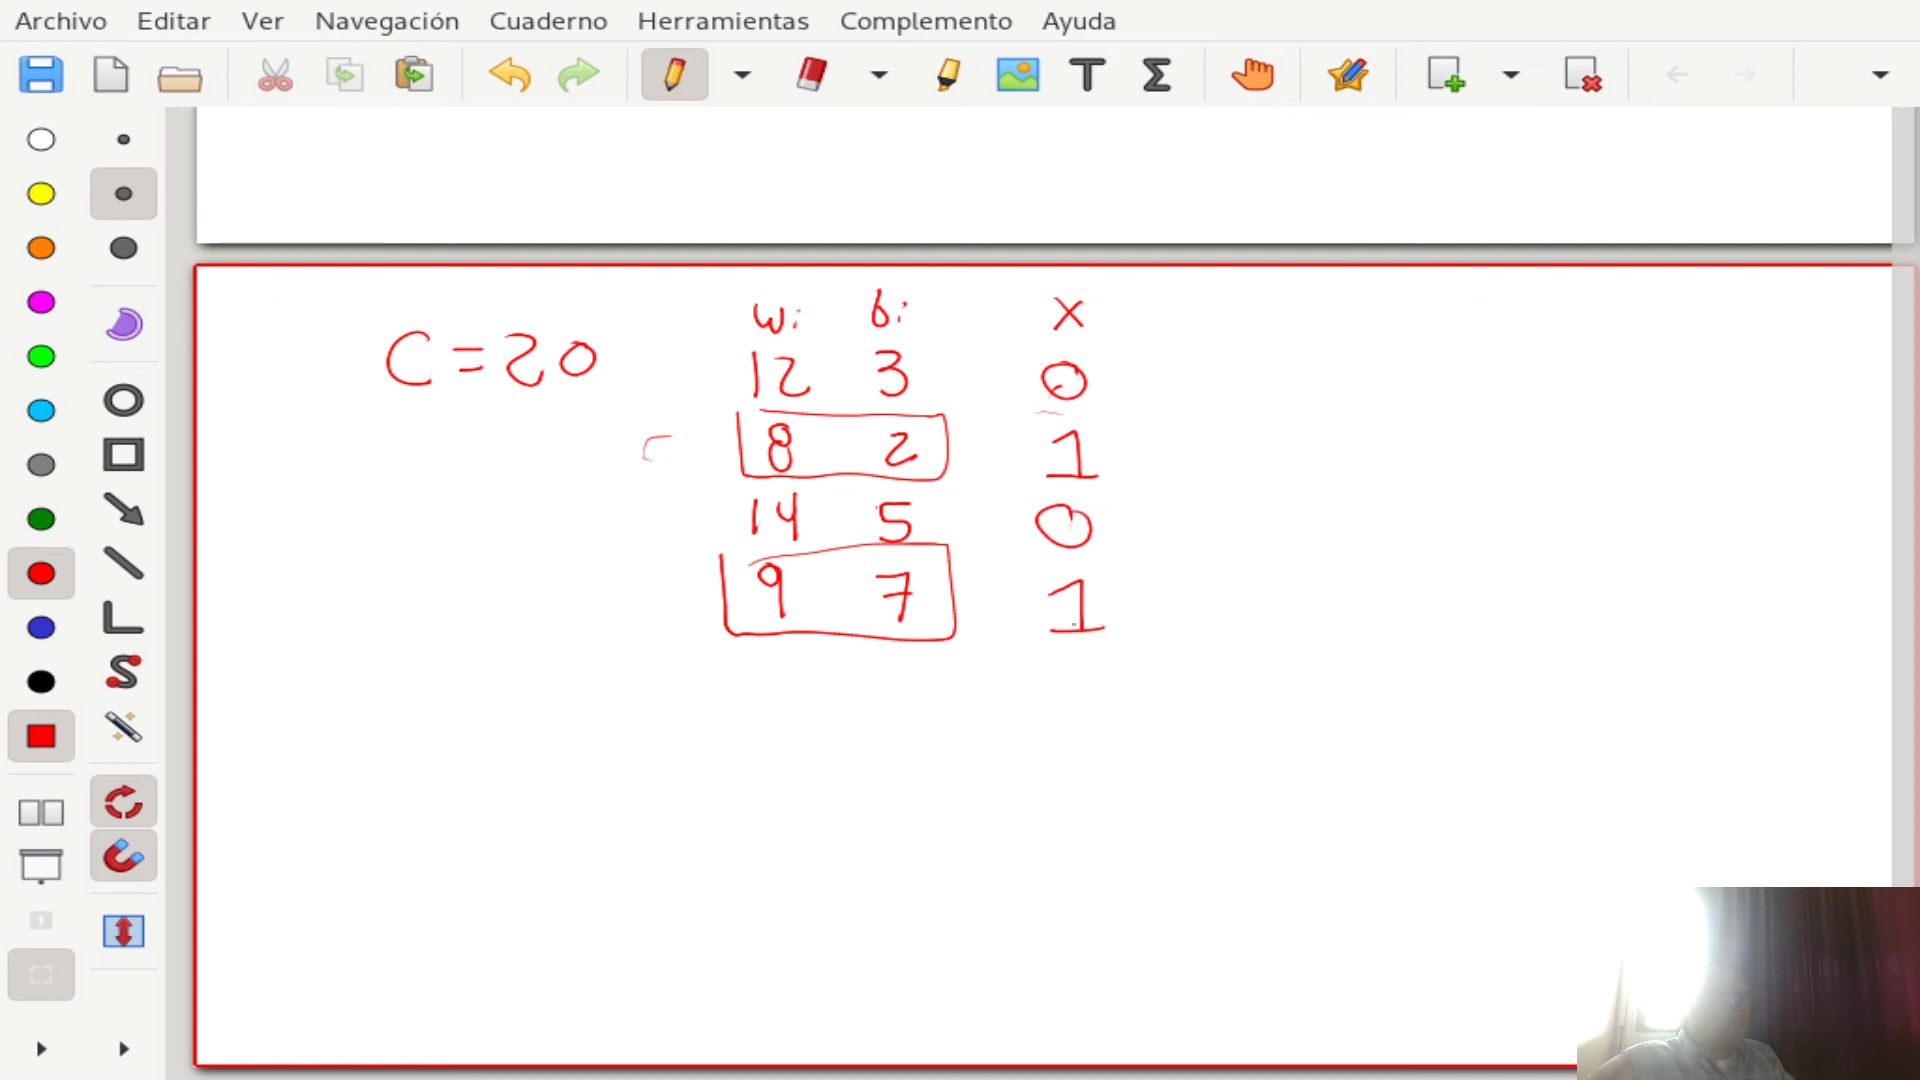 Archivo Editar Ver Navegación Cuaderno Herramientas Complemento Ayuda
wi bi X
C=20
12 3 0
8 2 1
14 5 0
9 7 1